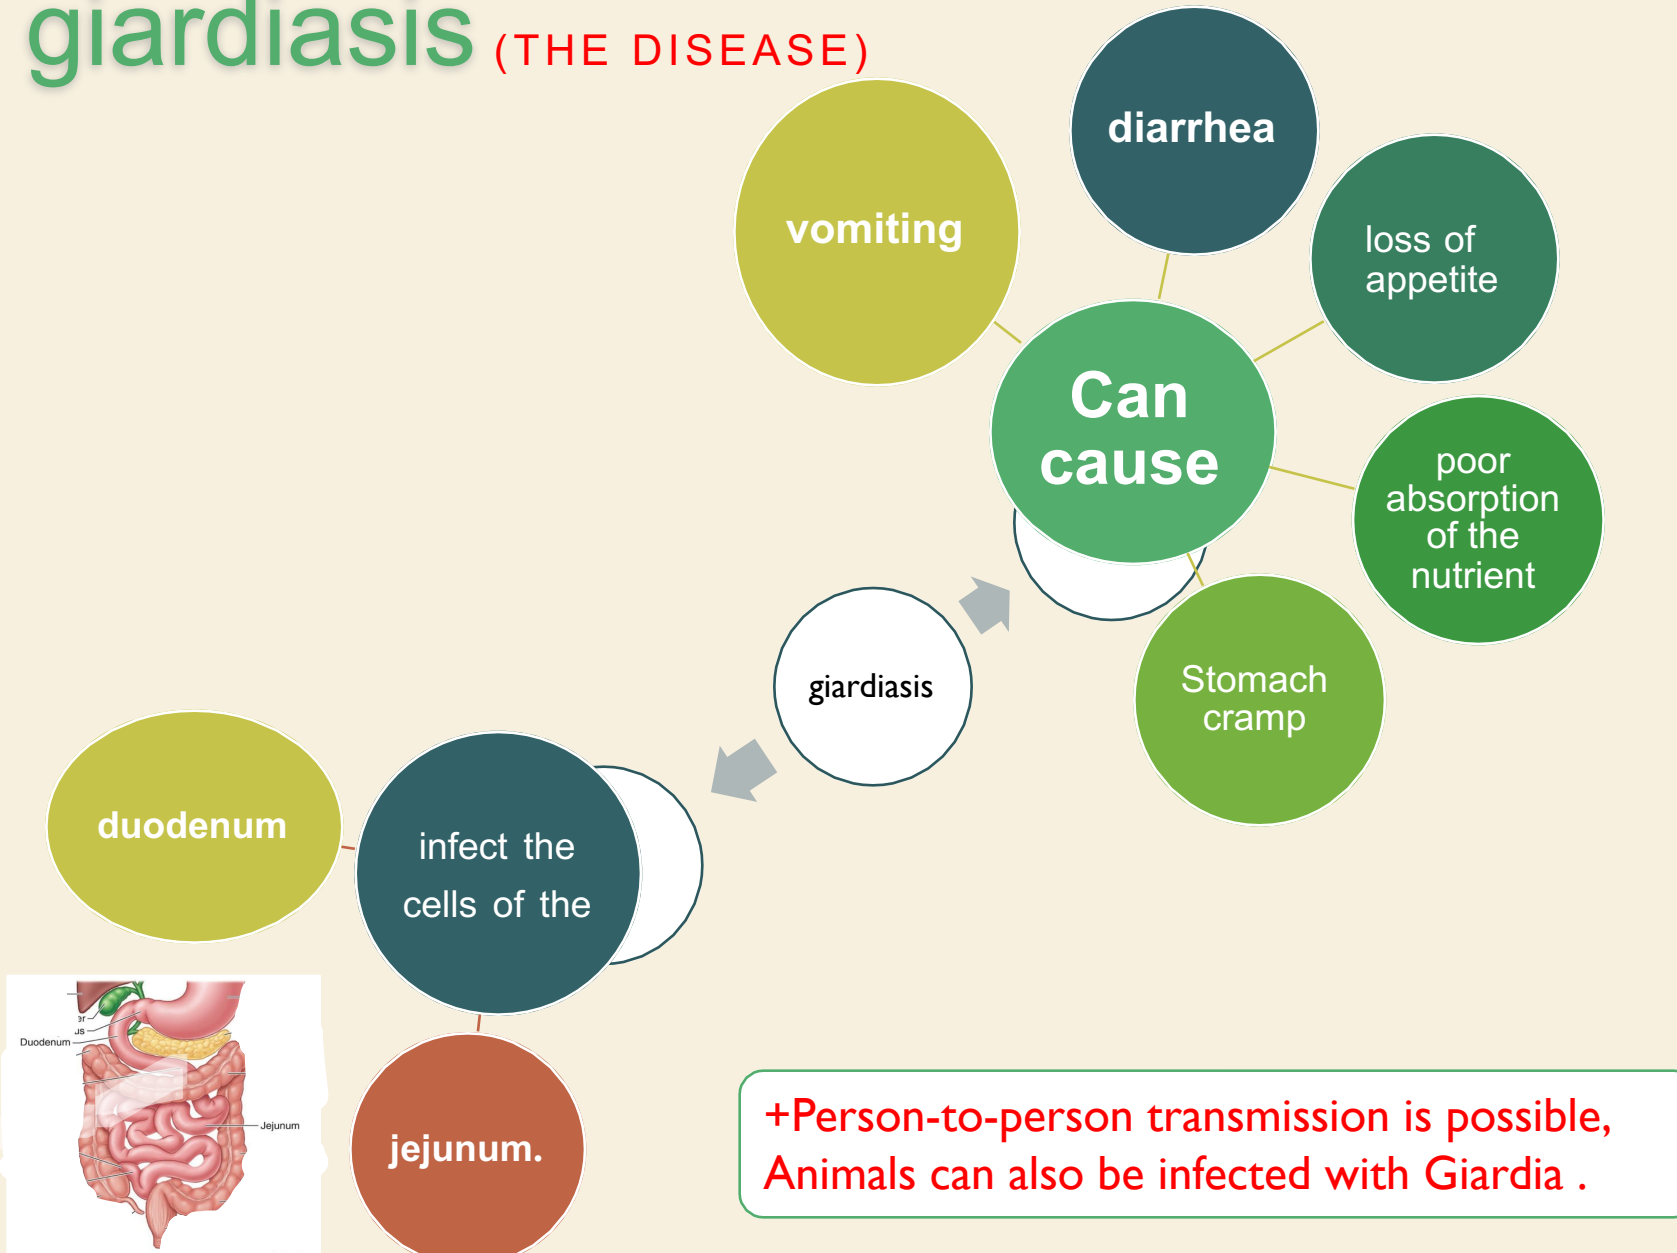 giardiasis (THE DISEASE)
diarrhea
vomiting
loss of
appetite
Can
cause
poor
absorption
of the
nutrient
Stomach
cramp
giardiasis
duodenum
infect the
cells of the
jejunum.
Duodenum
Jejunum
+Person-to-person transmission is possible,
Animals can also be infected with Giardia .